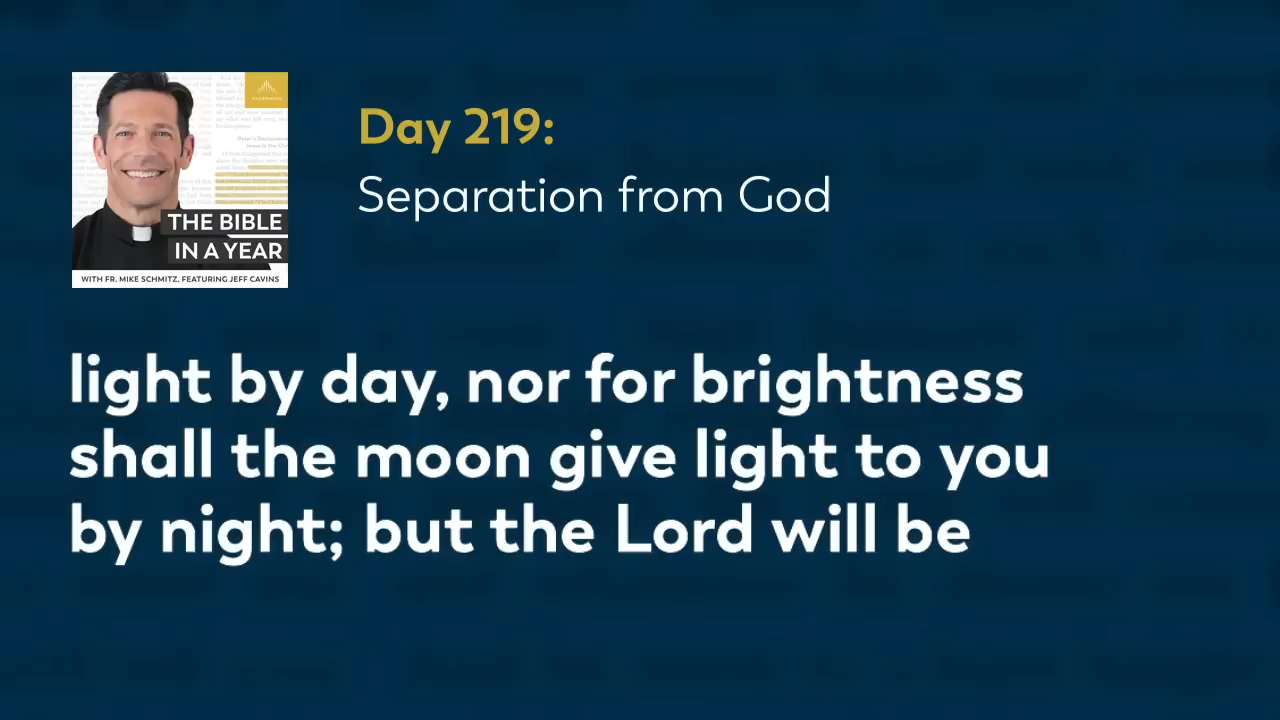 Day 219:
Separation from God
THE BIBLE
IN A YEAR
WITH FR. MIKE SCHMITZ, FEATURING JEFF CAVINS
light by day, nor for brightness
shall the moon give light to you
by night; but the Lord will be